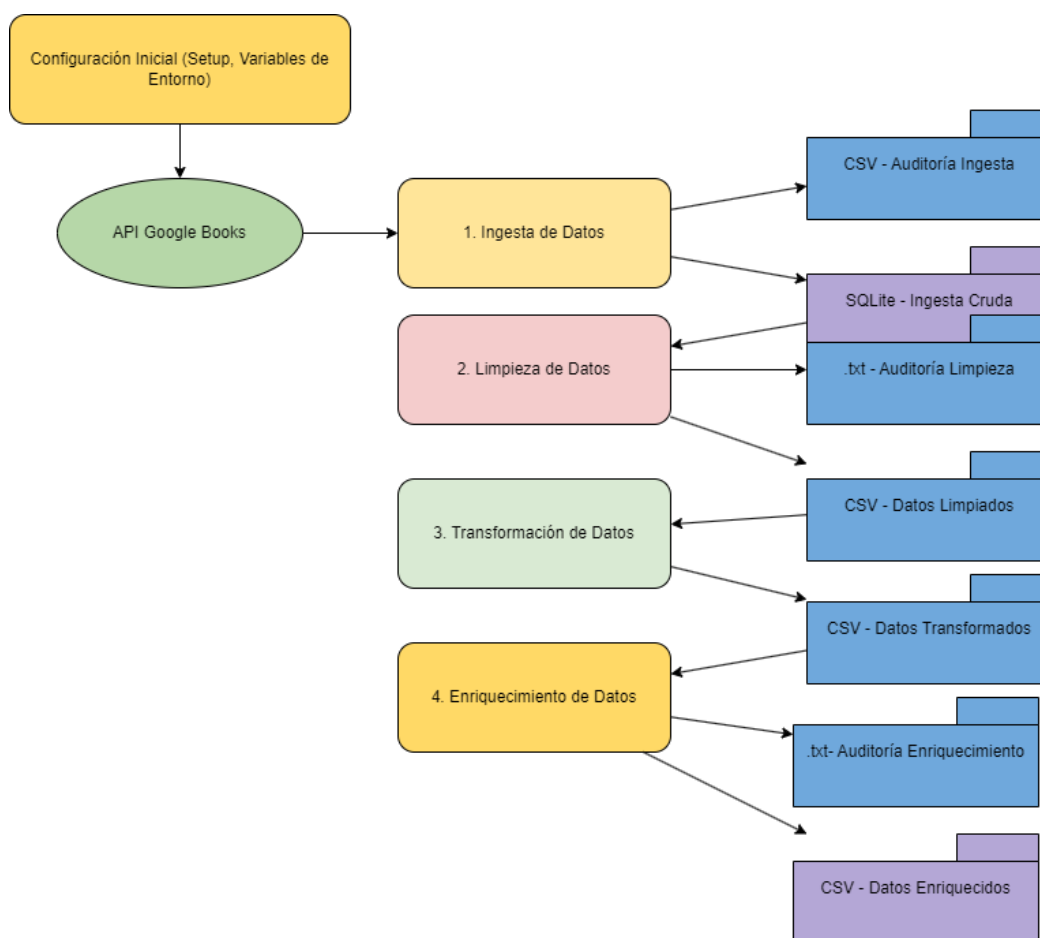 Configuración Inicial (Setup, Variables de
Entorno)
API Google Books
1. Ingesta de Datos
CSV - Auditoría Ingesta
SQLite - Ingesta Cruda
2. Limpieza de Datos
.txt - Auditoría Limpieza
CSV - Datos Limpiados
3. Transformación de Datos
CSV - Datos Transformados
4. Enriquecimiento de Datos
.txt- Auditoría Enriquecimiento
CSV - Datos Enriquecidos